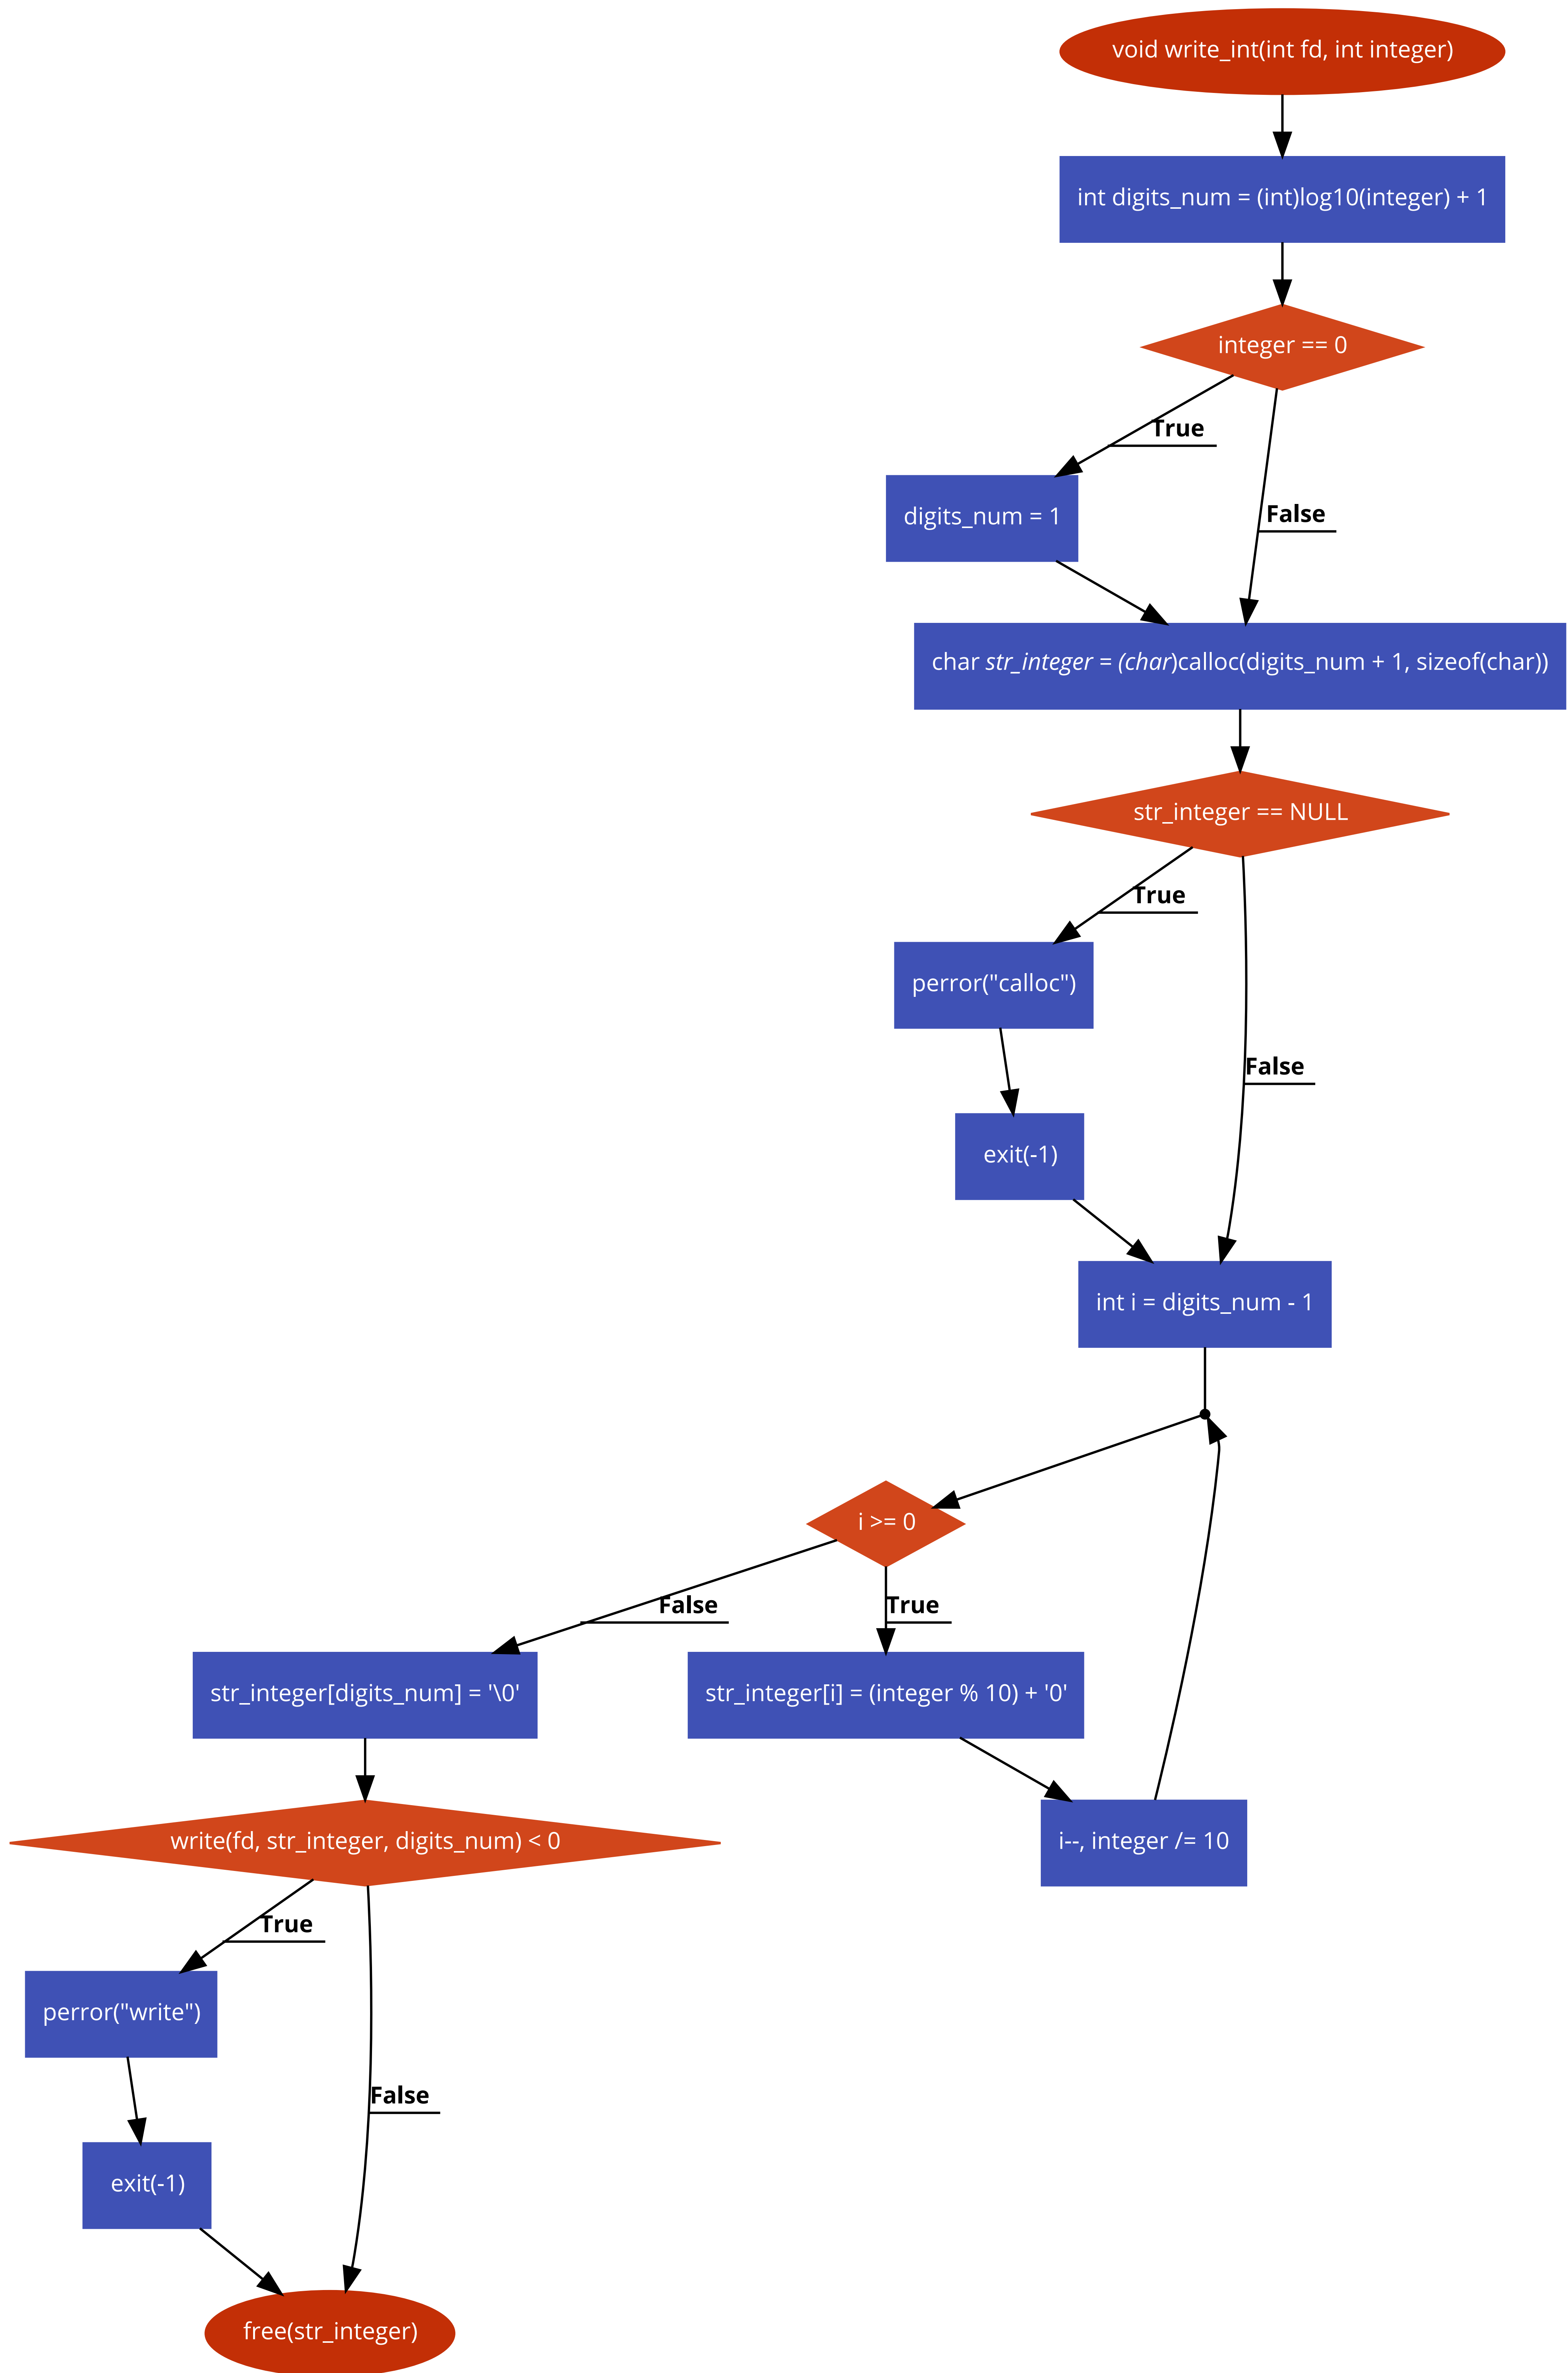 void write_int(int fd, int integer)
int digits_num = (int)log10(integer) + 1
integer == 0
True
digits_num = 1
False
char str_integer = (char)calloc(digits_num + 1, sizeof(char))
str_integer == NULL
True
perror("calloc")
False
exit(-1)
int i = digits_num - 1
i >= 0
False
True
str_integer[digits_num] = '\0'
str_integer[i] = (integer % 10) + '0'
write(fd, str_integer, digits_num) < 0
i--, integer /= 10
True
perror("write")
False
exit(-1)
free(str_integer)